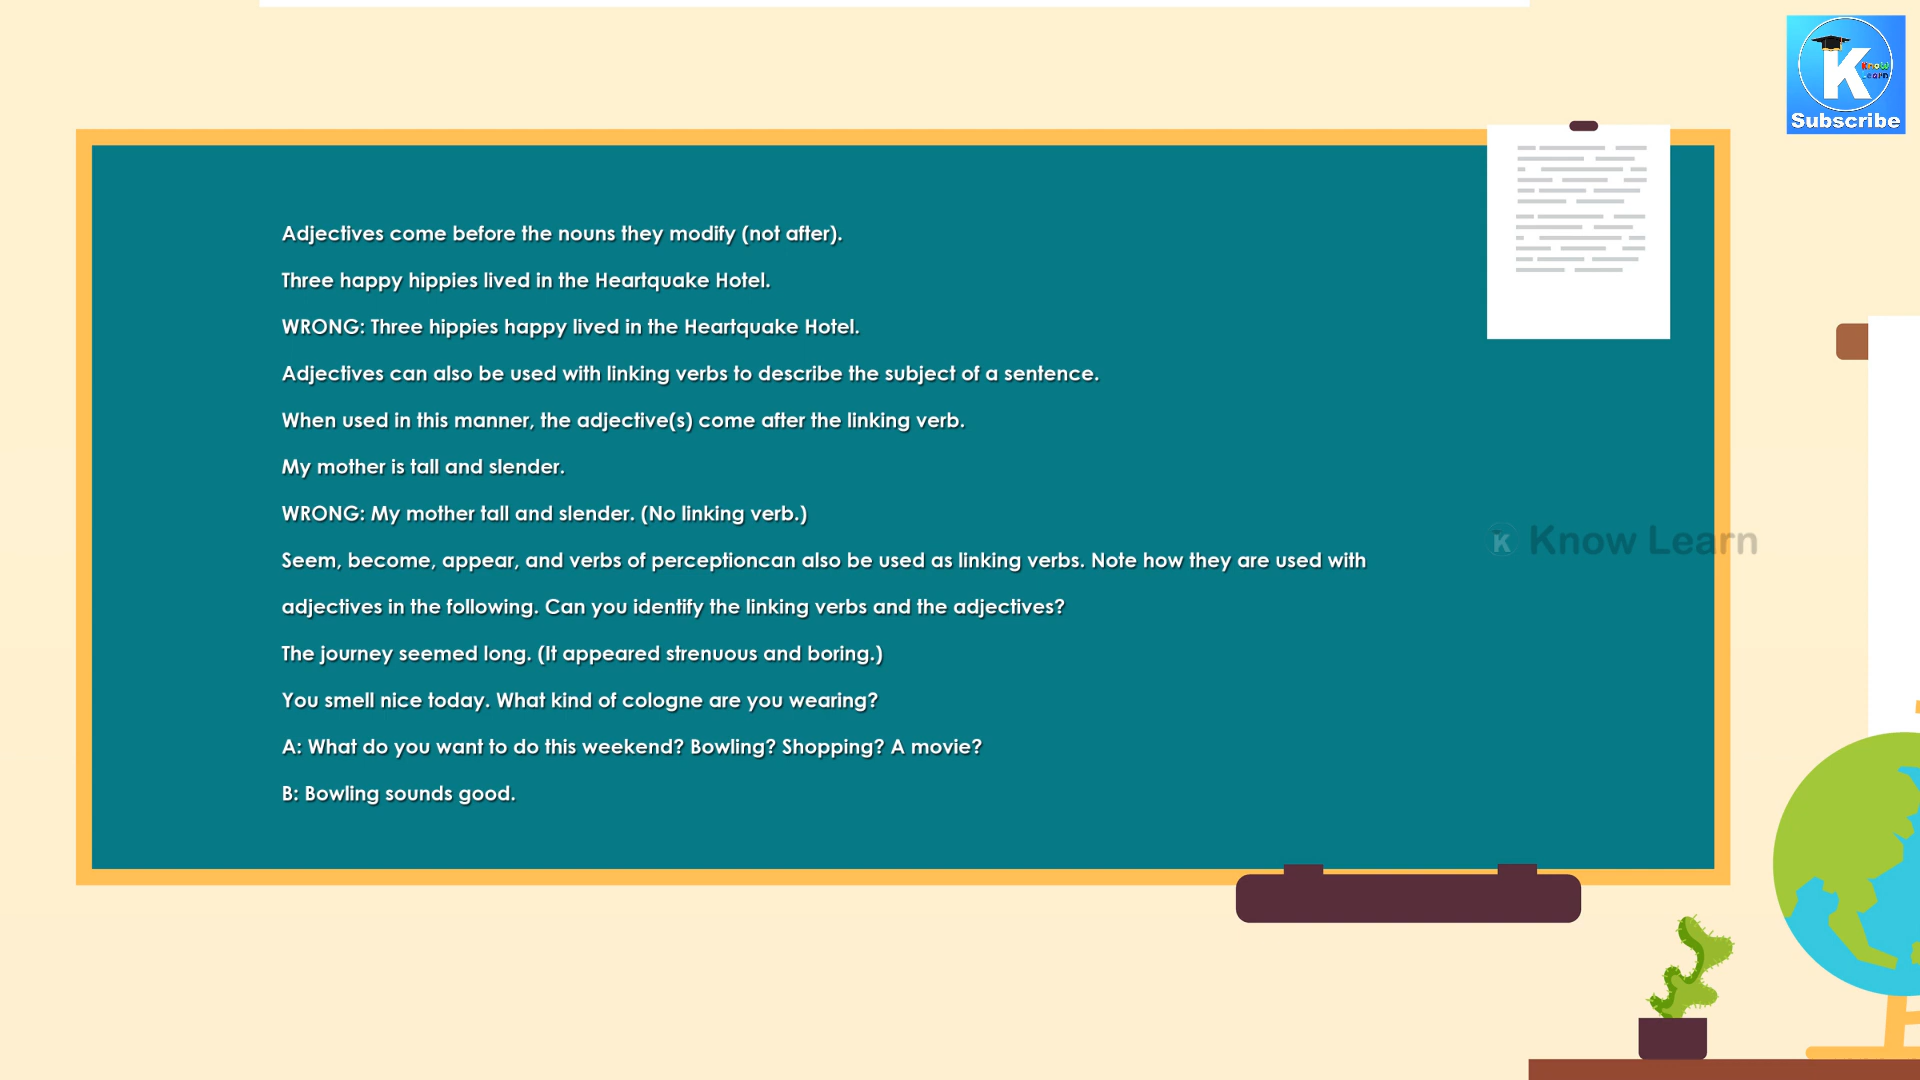 Know
Learn
Subscribe
Adjectives come before the nouns they modify (not after).
Three happy hippies lived in the Heartquake Hotel.
WRONG: Three hippies happy lived in the Heartquake Hotel.
Adjectives can also be used with linking verbs to describe the subject of a sentence.
When used in this manner, the adjective(s) come after the linking verb.
My mother is tall and slender.
WRONG: My mother tall and slender. (No linking verb.)
Know Learn
Seem, become, appear, and verbs of perceptioncan also be used as linking verbs. Note how they are used with
adjectives in the following. Can you identify the linking verbs and the adjectives?
The journey seemed long. (It appeared strenuous and boring.)
You smell nice today. What kind of cologne are you wearing?
A: What do you want to do this weekend? Bowling? Shopping? A movie?
B: Bowling sounds good.